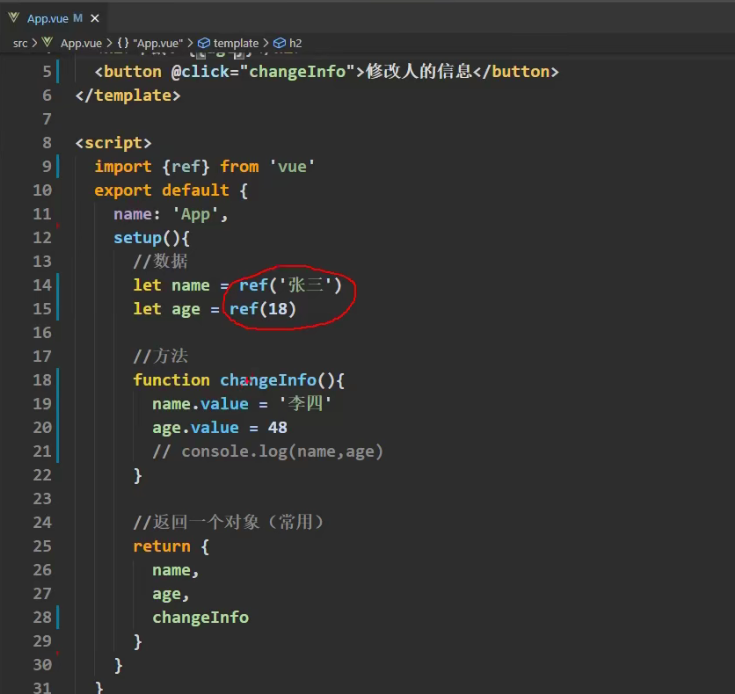 App.vue M ×
src > App.vue > {} "App.vue" > template > h2
5 <button @click="changeInfo">修改人的信息</button>
6 </template>
7
8 <script>
9 import {ref} from 'vue'
10 export default {
11 name: 'App',
12 setup(){
13 //数据
14 let name = ref('张三')
15 let age = ref(18)
16
17 //方法
18 function changeInfo(){
19 name.value = '李四'
20 age.value = 48
21 // console.log(name,age)
22 }
23
24 //返回一个对象（常用）
25 return {
26 name,
27 age,
28 changeInfo
29 }
30 }
31 }